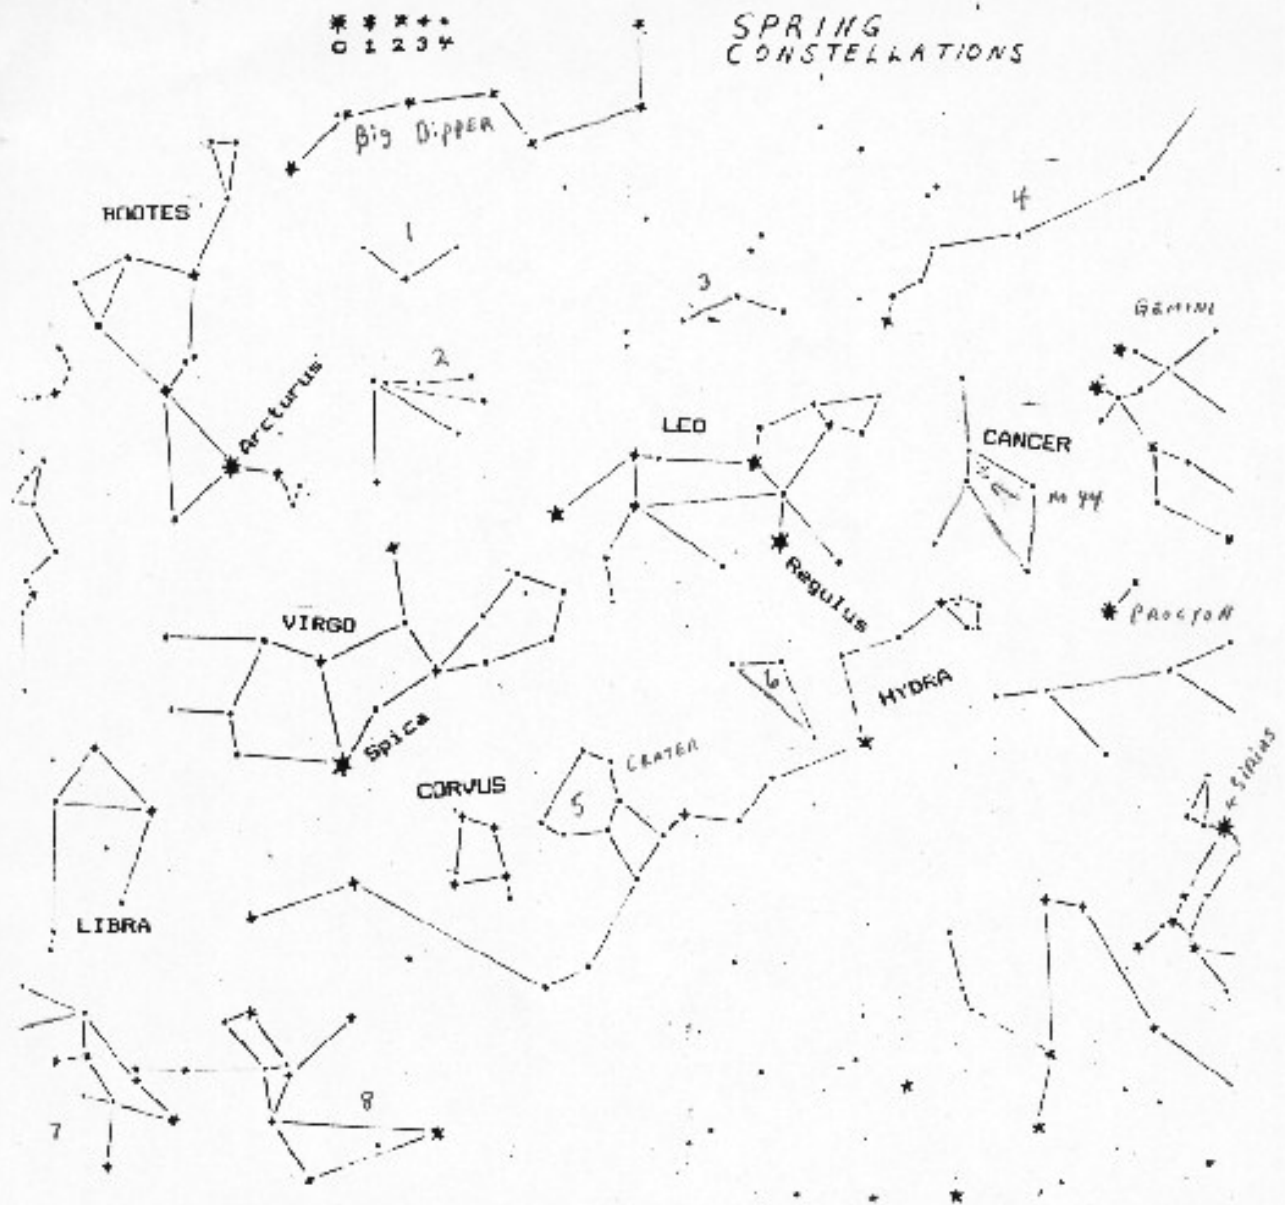 0 1 2 3 4
SPRING
CONSTELLATIONS
Big DippER
BOOTES
1
4
3
GEMINI
2
Arcturus
LEO
CANCER
M 44
Regulus
PROCYON
VIRGO
6
HYDRA
Spica
CRATER
SIRIUS
CORVUS
5
LIBRA
8
7